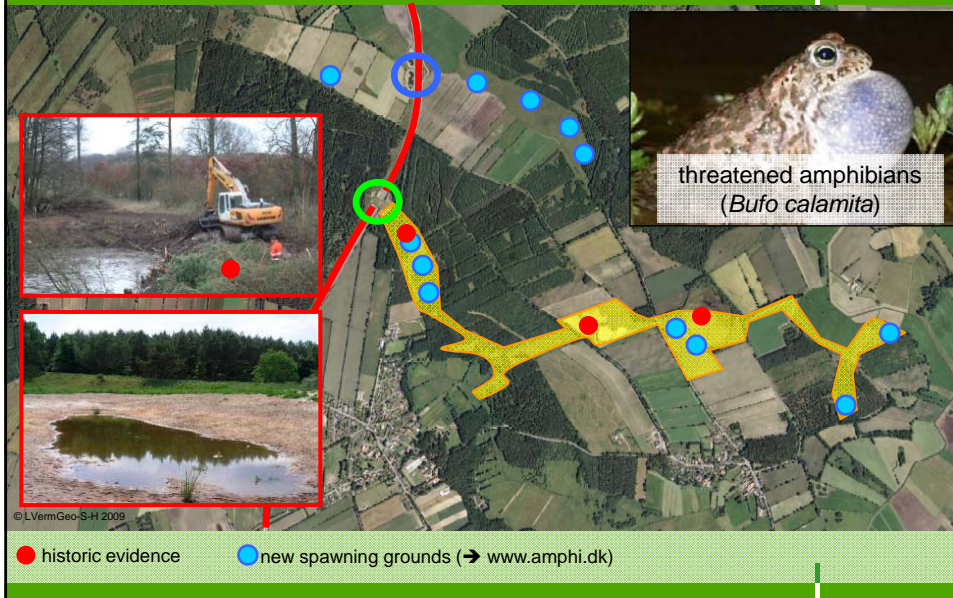 threatened amphibians
(Bufo calamita)
© LVermGeo-S-H 2009
historic evidence
new spawning grounds (➔ www.amphi.dk)